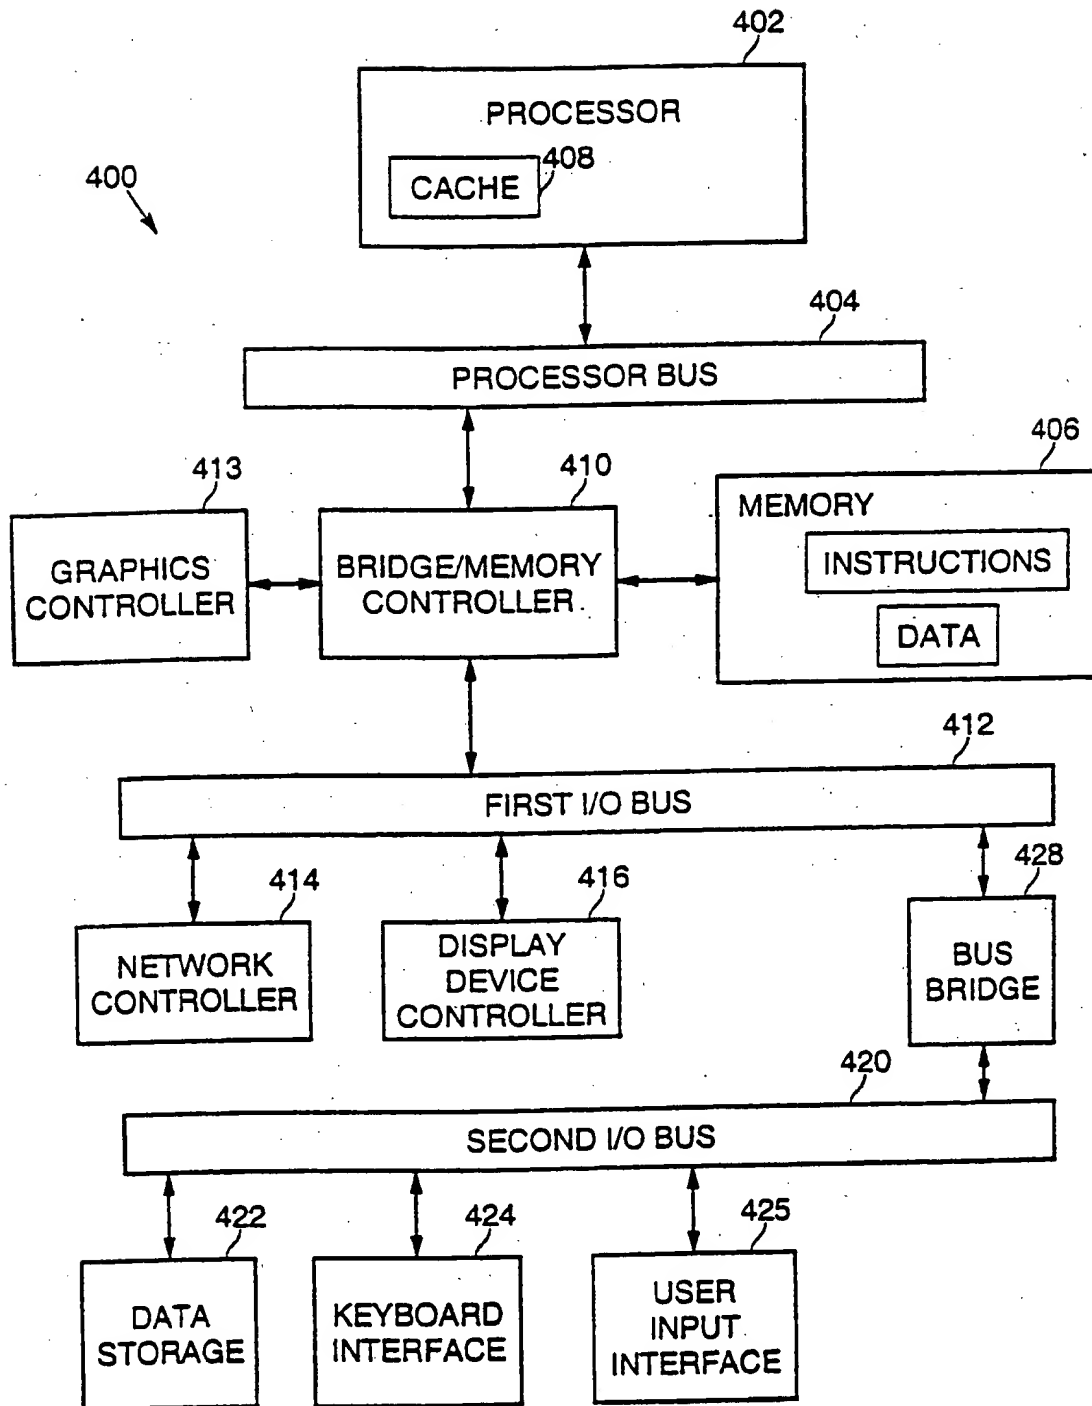 402
PROCESSOR
408
CACHE
400
404
PROCESSOR BUS
413
410
406
GRAPHICS
CONTROLLER
BRIDGE/MEMORY
CONTROLLER
MEMORY
INSTRUCTIONS
DATA
412
FIRST I/O BUS
414
416
428
NETWORK
CONTROLLER
DISPLAY
DEVICE
CONTROLLER
BUS
BRIDGE
420
SECOND I/O BUS
422
424
425
DATA
STORAGE
KEYBOARD
INTERFACE
USER
INPUT
INTERFACE